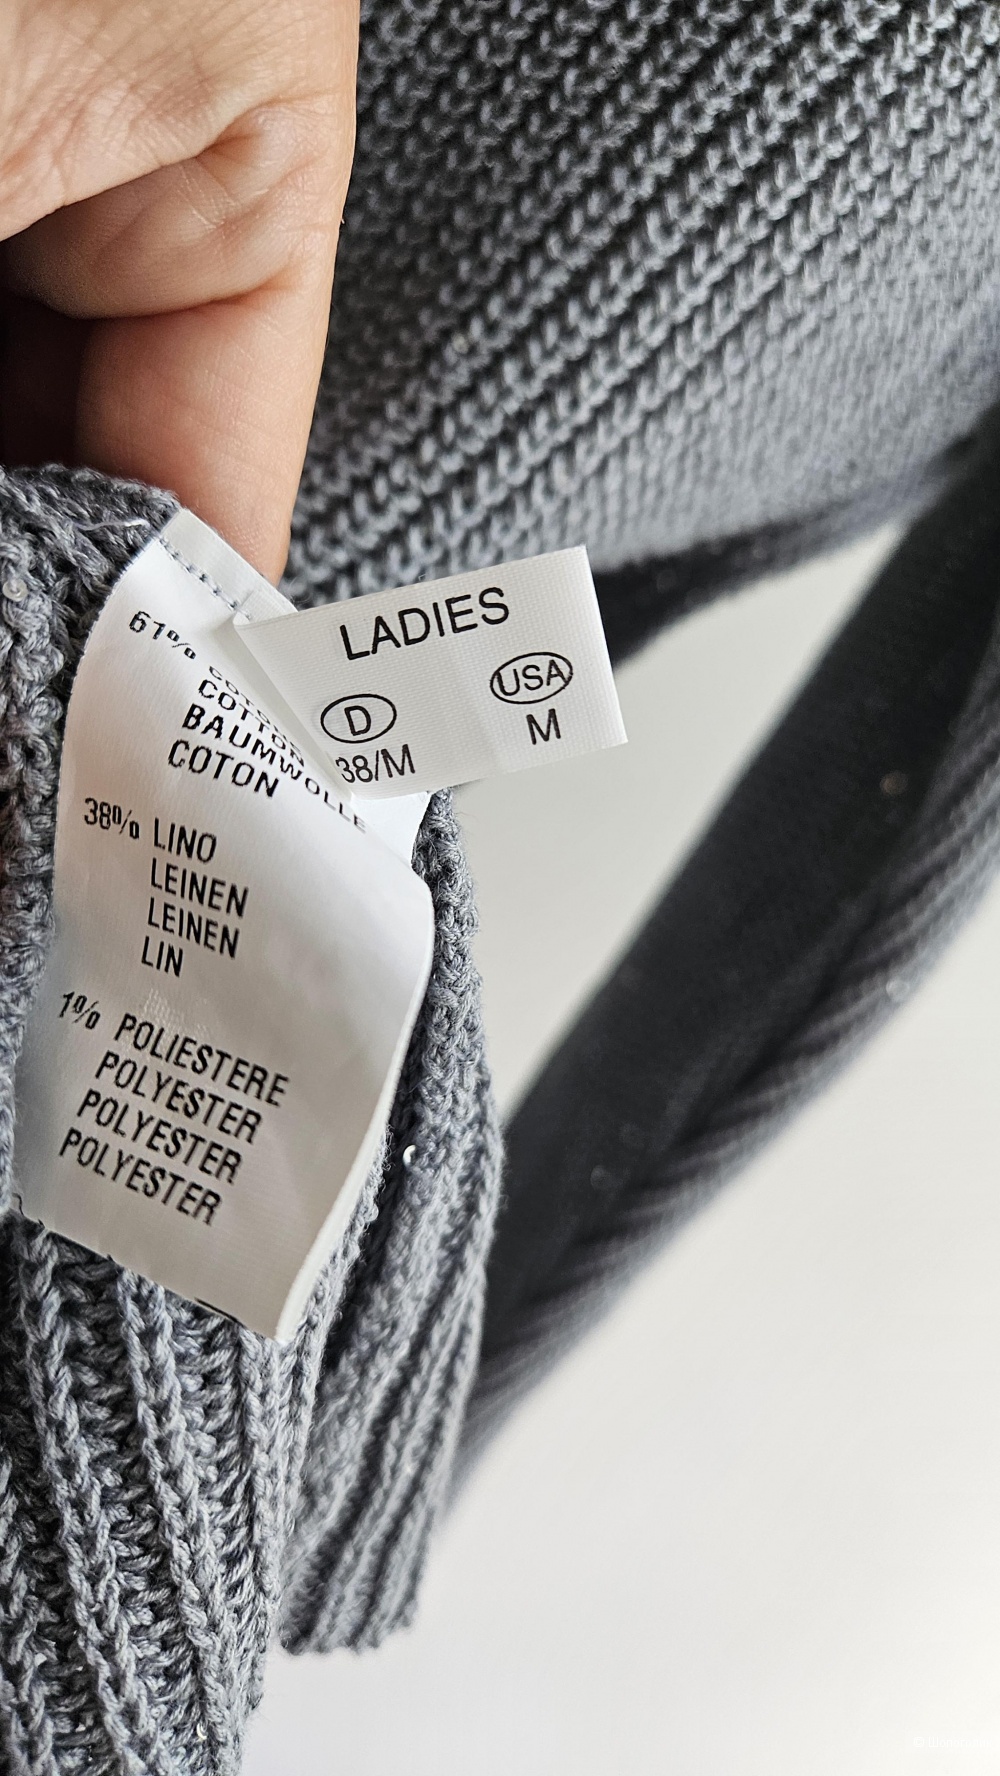 LADIES
D
USA
38/M
M
61%
COTTON
BAUMWOLLE
COTON
38% LINO
LEINEN
LEINEN
LIN
1% POLIESTERE
POLYESTER
POLYESTER
POLYESTER